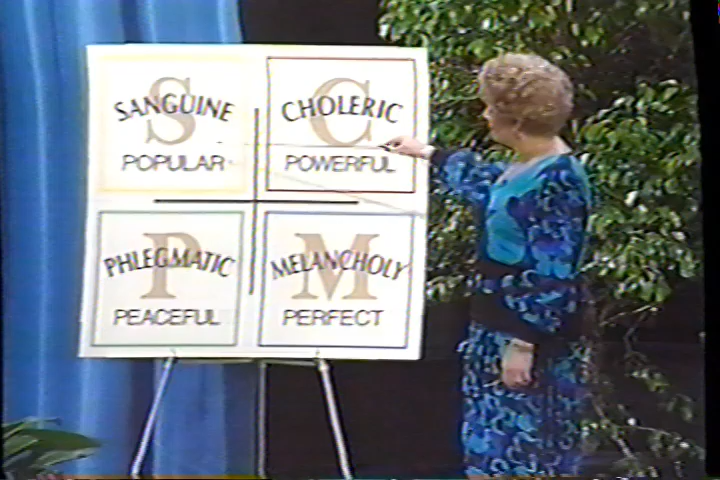 S
SANGUINE
POPULAR
C
CHOLERIC
POWERFUL
P
PHLEGMATIC
PEACEFUL
M
MELANCHOLY
PERFECT